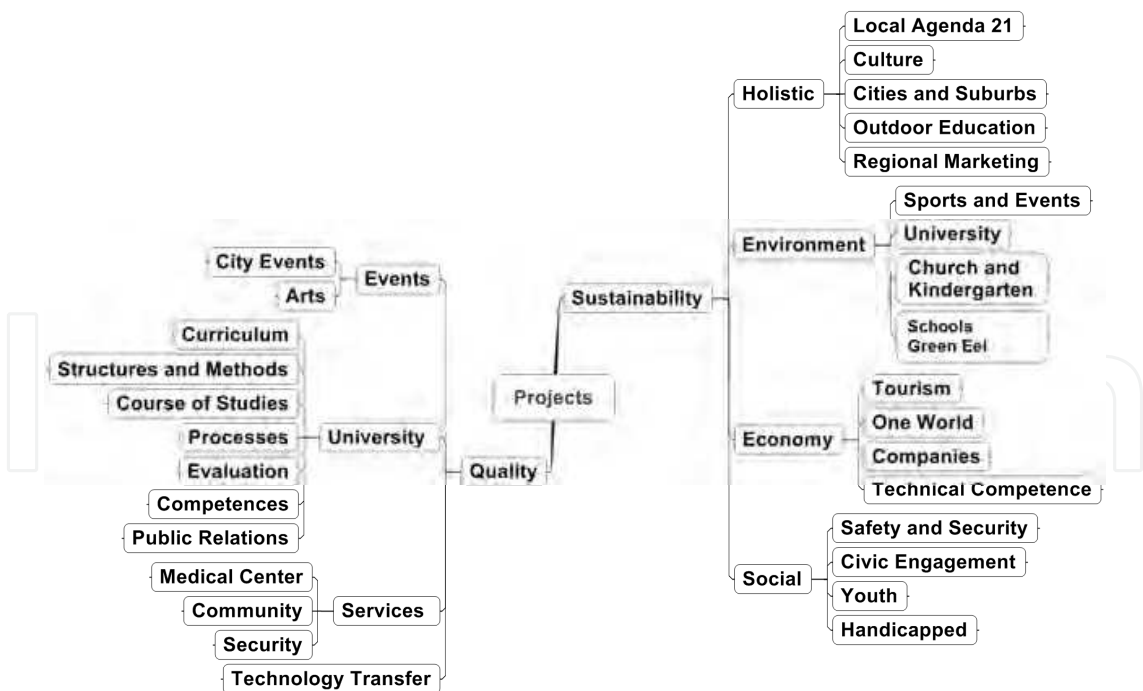 Projects
Sustainability
Holistic
Local Agenda 21
Culture
Cities and Suburbs
Outdoor Education
Regional Marketing
Environment
Sports and Events
University
Church and
Kindergarten
Schools
Green Eel
Economy
Tourism
One World
Companies
Technical Competence
Social
Safety and Security
Civic Engagement
Youth
Handicapped
Quality
Events
City Events
Arts
University
Curriculum
Structures and Methods
Course of Studies
Processes
Evaluation
Competences
Public Relations
Services
Medical Center
Community
Security
Technology Transfer